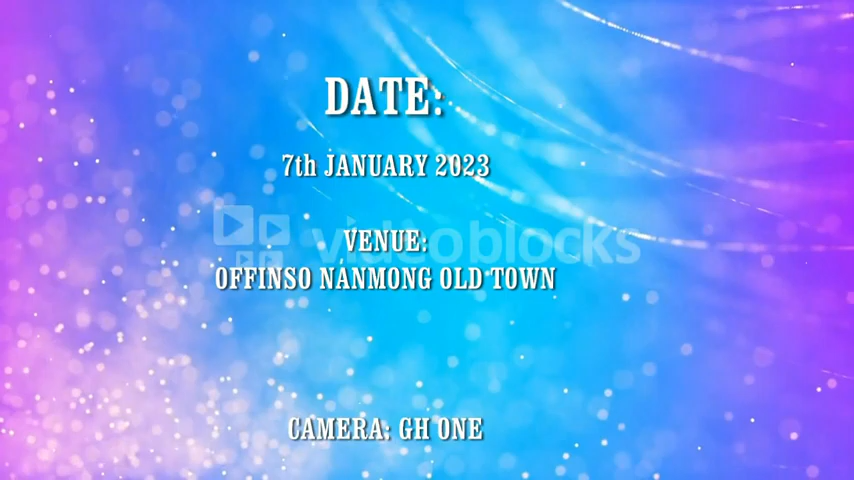 DATE:
7th JANUARY 2023
videoblocks
VENUE:
OFFINSO NANMONG OLD TOWN
CAMERA: GH ONE